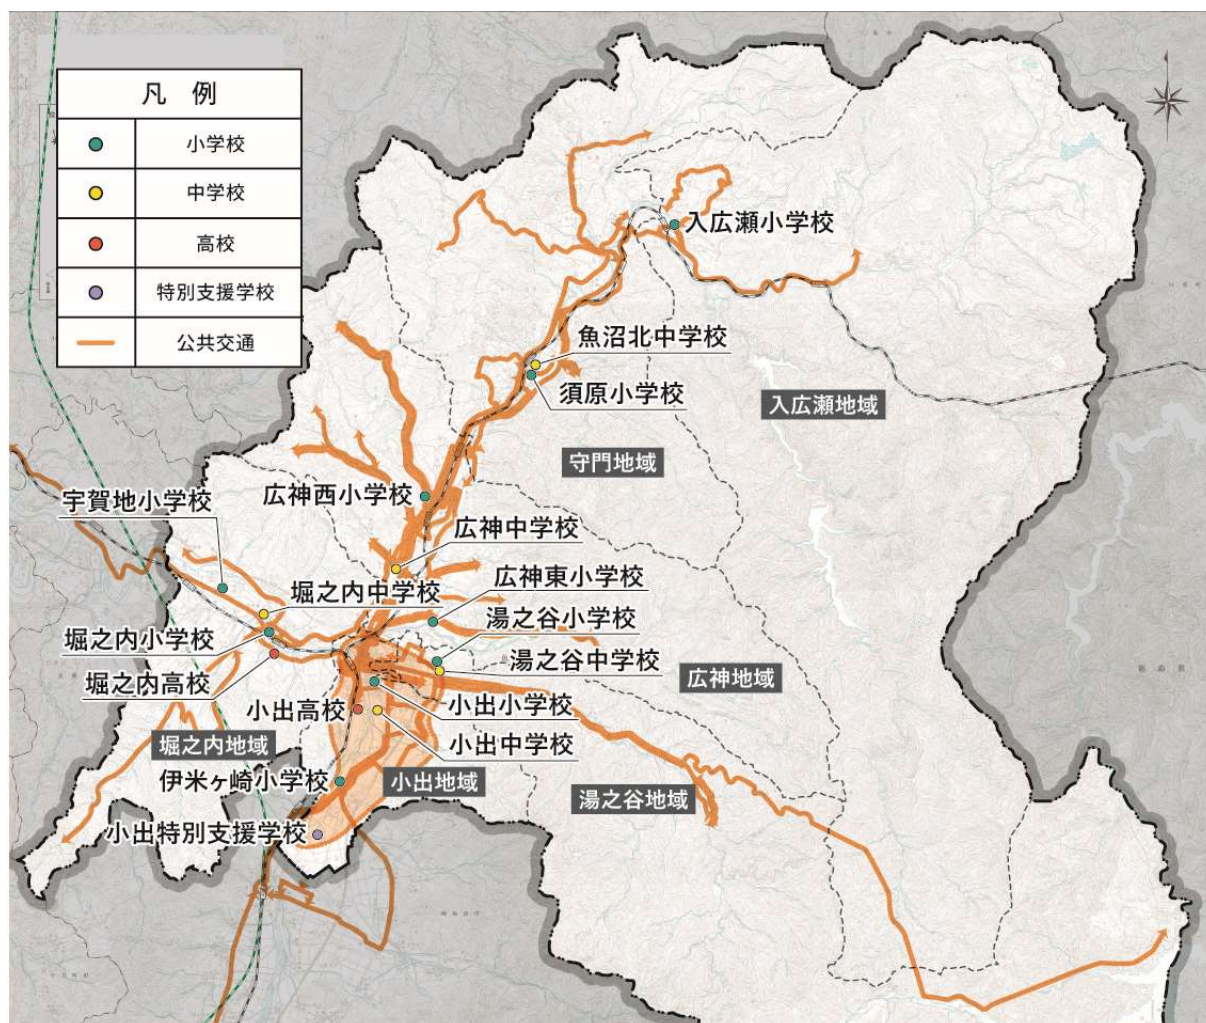 凡 例
小学校
中学校
高校
特別支援学校
公共交通
入広瀬小学校
魚沼北中学校
須原小学校
入広瀬地域
守門地域
広神西小学校
宇賀地小学校
広神中学校
広神東小学校
堀之内中学校
湯之谷小学校
堀之内小学校
湯之谷中学校
広神地域
堀之内高校
小出小学校
小出高校
小出中学校
堀之内地域
伊米ヶ崎小学校
小出地域
湯之谷地域
小出特別支援学校